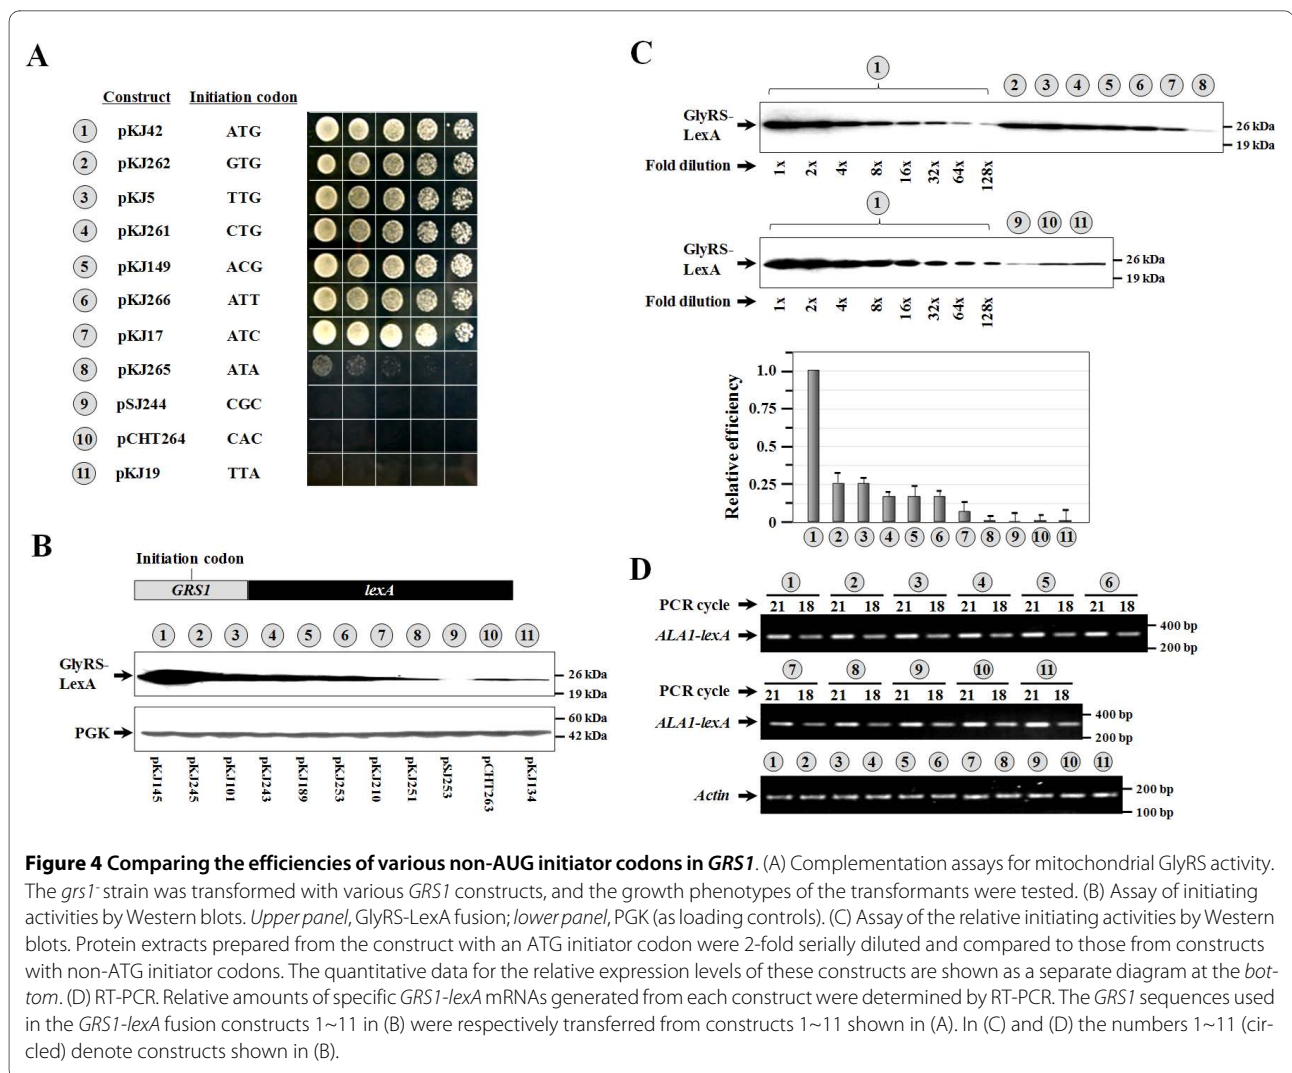 A
Construct Initiation codon
1 pKJ42 ATG
2 pKJ262 GTG
3 pKJ5 TTG
4 pKJ261 CTG
5 pKJ149 ACG
6 pKJ266 ATT
7 pKJ17 ATC
8 pKJ265 ATA
9 pSJ244 CGC
10 pCHT264 CAC
11 pKJ19 TTA
B
Initiation codon
GRS1 lexA
1 2 3 4 5 6 7 8 9 10 11
GlyRS-
LexA
26 kDa
19 kDa
PGK
60 kDa
42 kDa
pKJ145 pKJ245 pKJ101 pKJ243 pKJ189 pKJ253 pKJ210 pKJ251 pSJ253 pCHT263 pKJ134
C
1 2 3 4 5 6 7 8
GlyRS-
LexA
26 kDa
19 kDa
Fold dilution 1x 2x 4x 8x 16x 32x 64x 128x
1 9 10 11
GlyRS-
LexA
26 kDa
19 kDa
Fold dilution 1x 2x 4x 8x 16x 32x 64x 128x
Relative efficiency
1.0
0.75
0.5
0.25
0
1 2 3 4 5 6 7 8 9 10 11
D
1 2 3 4 5 6
PCR cycle 21 18 21 18 21 18 21 18 21 18 21 18
ALA1-lexA
400 bp
200 bp
7 8 9 10 11
PCR cycle 21 18 21 18 21 18 21 18 21 18
ALA1-lexA
400 bp
200 bp
1 2 3 4 5 6 7 8 9 10 11
Actin
200 bp
100 bp
Figure 4 Comparing the efficiencies of various non-AUG initiator codons in GRS1. (A) Complementation assays for mitochondrial GlyRS activity.
The grs1- strain was transformed with various GRS1 constructs, and the growth phenotypes of the transformants were tested. (B) Assay of initiating
activities by Western blots. Upper panel, GlyRS-LexA fusion; lower panel, PGK (as loading controls). (C) Assay of the relative initiating activities by Western
blots. Protein extracts prepared from the construct with an ATG initiator codon were 2-fold serially diluted and compared to those from constructs
with non-ATG initiator codons. The quantitative data for the relative expression levels of these constructs are shown as a separate diagram at the bot-
tom. (D) RT-PCR. Relative amounts of specific GRS1-lexA mRNAs generated from each construct were determined by RT-PCR. The GRS1 sequences used
in the GRS1-lexA fusion constructs 1~11 in (B) were respectively transferred from constructs 1~11 shown in (A). In (C) and (D) the numbers 1~11 (cir-
cled) denote constructs shown in (B).